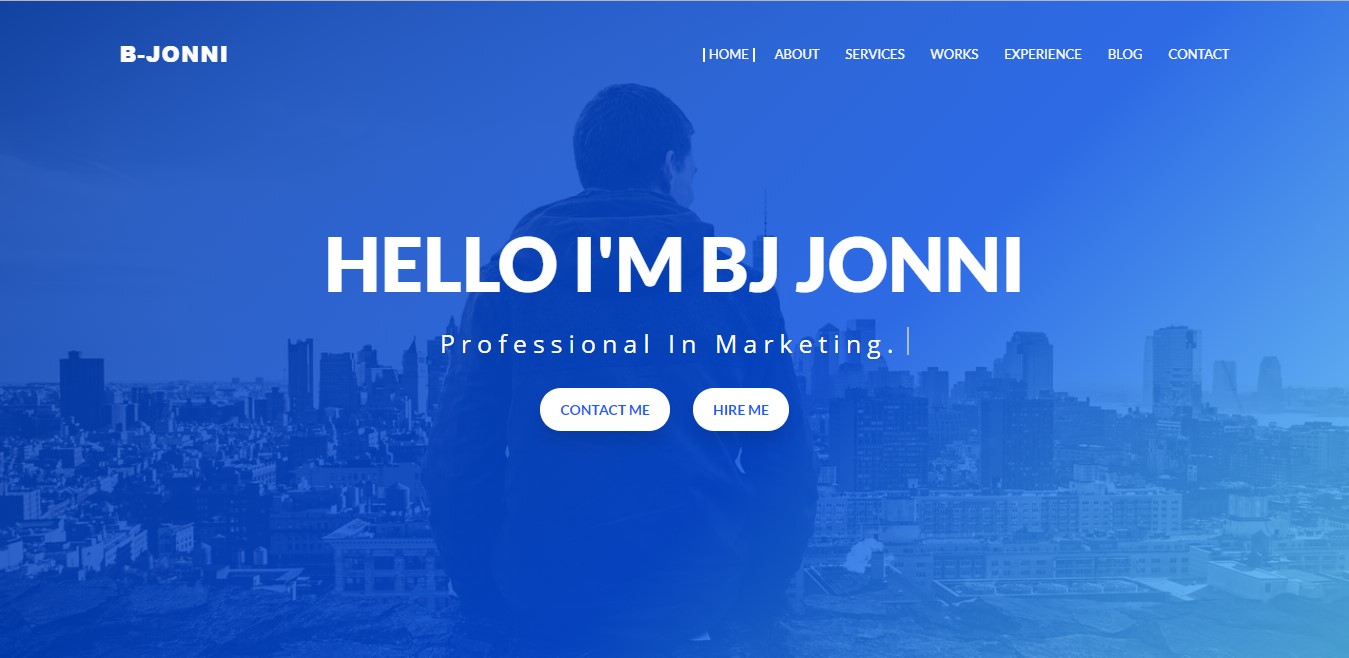 B-JONNI
| HOME | ABOUT SERVICES WORKS EXPERIENCE BLOG CONTACT
HELLO I'M BJ JONNI
Professional In Marketing. |
CONTACT ME HIRE ME